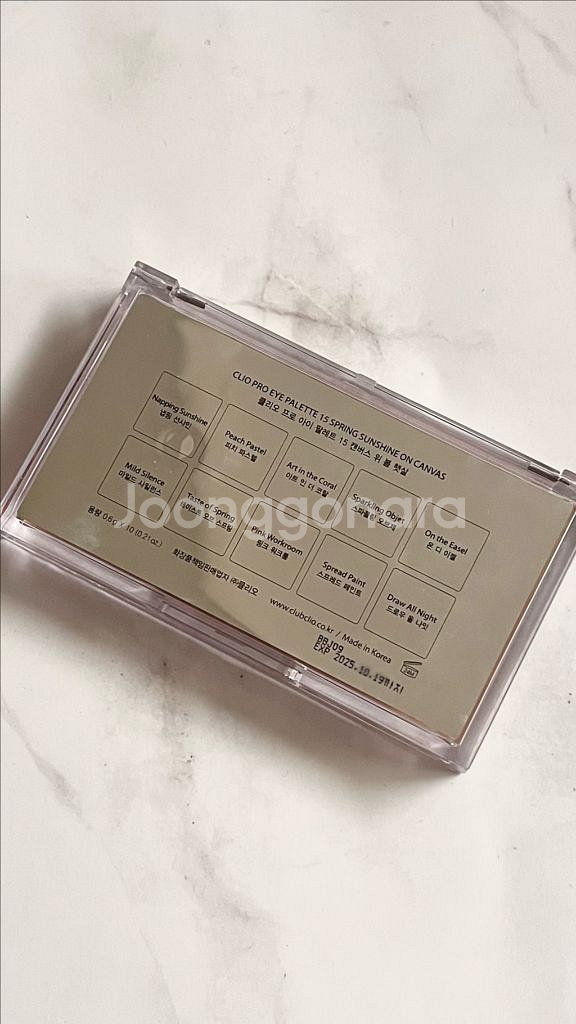 CLIO PRO EYE PALETTE 15 SPRING SUNSHINE ON CANVAS
클리오 프로 아이 팔레트 15 캔버스 위 봄 햇살
Napping Sunshine
냅핑 선샤인
Peach Pastel
피치 파스텔
Art in the Coral
아트 인 더 코랄
Sparkling Objet
스파클링 오브제
On the Easel
온 디 이젤
Mild Silence
마일드 사일런스
Taste of Spring
테이스트 오브 스프링
Pink Workroom
핑크 워크룸
Spread Paint
스프레드 페인트
Draw All Night
드로우 올 나잇
Joonggonara
용량 0.6g x 10 (0.21oz.)
화장품책임판매업자 ㈜클리오
www.clubclio.co.kr / Made in Korea
BBJ09
EXP 2025.10.19까지
24M